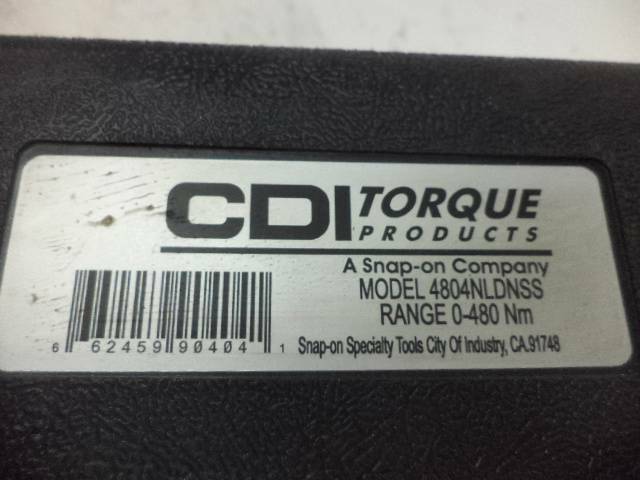 CDI TORQUE
PRODUCTS
A Snap-on Company
MODEL 4804NLDNSS
RANGE 0-480 Nm
6 62459 90404 1
Snap-on Specialty Tools City Of Industry, CA.91748